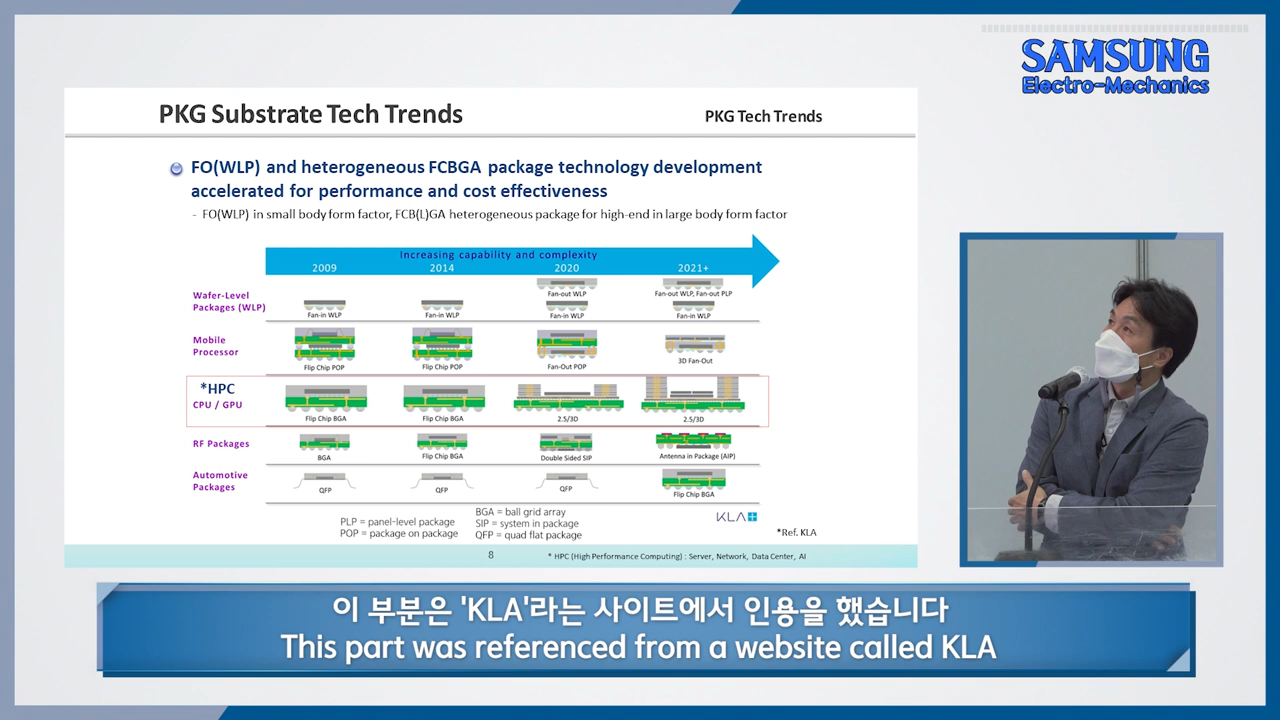 SAMSUNG
Electro-Mechanics
PKG Substrate Tech Trends
PKG Tech Trends
FO(WLP) and heterogeneous FCBGA package technology development
accelerated for performance and cost effectiveness
- FO(WLP) in small body form factor, FCB(L)GA heterogeneous package for high-end in large body form factor
Increasing capability and complexity
2009 2014 2020 2021+
Wafer-Level
Packages (WLP)
Fan-in WLP
Fan-in WLP
Fan-out WLP
Fan-in WLP
Fan-out WLP, Fan-out PLP
Fan-in WLP
Mobile
Processor
Flip Chip POP
Flip Chip POP
Fan-Out POP
3D Fan-Out
*HPC
CPU / GPU
Flip Chip BGA
Flip Chip BGA
2.5/3D
2.5/3D
RF Packages
BGA
Flip Chip BGA
Double Sided SIP
Antenna in Package (AIP)
Automotive
Packages
QFP
QFP
QFP
Flip Chip BGA
PLP = panel-level package
POP = package on package
BGA = ball grid array
SIP = system in package
QFP = quad flat package
KLA
*Ref. KLA
8
* HPC (High Performance Computing) : Server, Network, Data Center, AI
이 부분은 'KLA'라는 사이트에서 인용을 했습니다
This part was referenced from a website called KLA